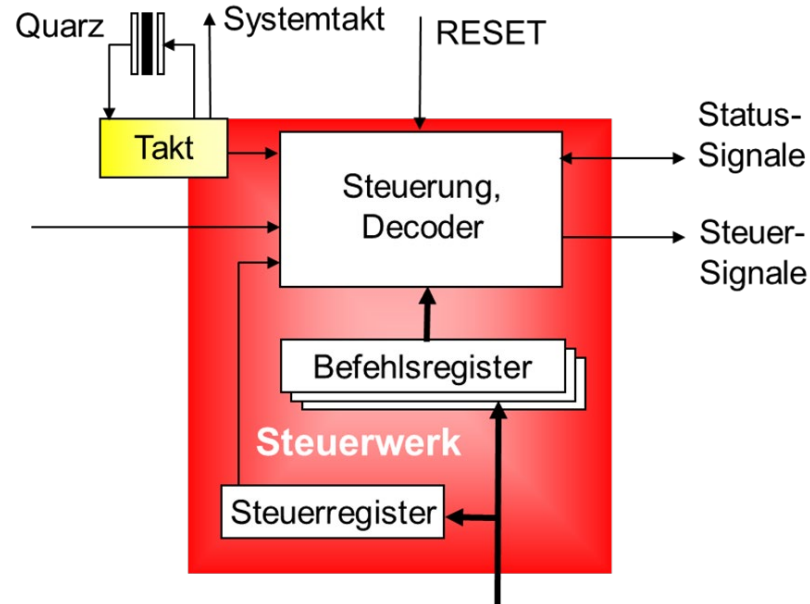 Quarz
Systemtakt
RESET
Takt
Steuerung,
Decoder
Status-
Signale
Steuer-
Signale
Befehlsregister
Steuerwerk
Steuerregister